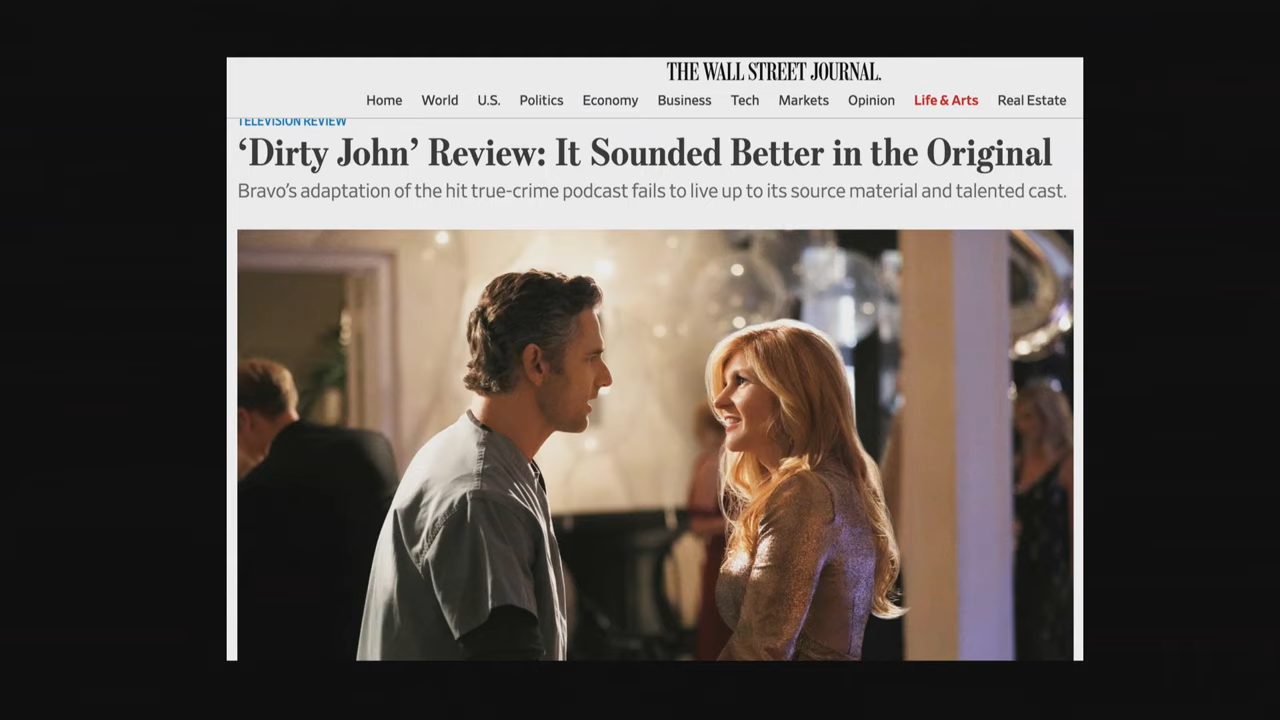 THE WALL STREET JOURNAL.
Home World U.S. Politics Economy Business Tech Markets Opinion Life & Arts Real Estate
TELEVISION REVIEW
‘Dirty John’ Review: It Sounded Better in the Original
Bravo’s adaptation of the hit true-crime podcast fails to live up to its source material and talented cast.